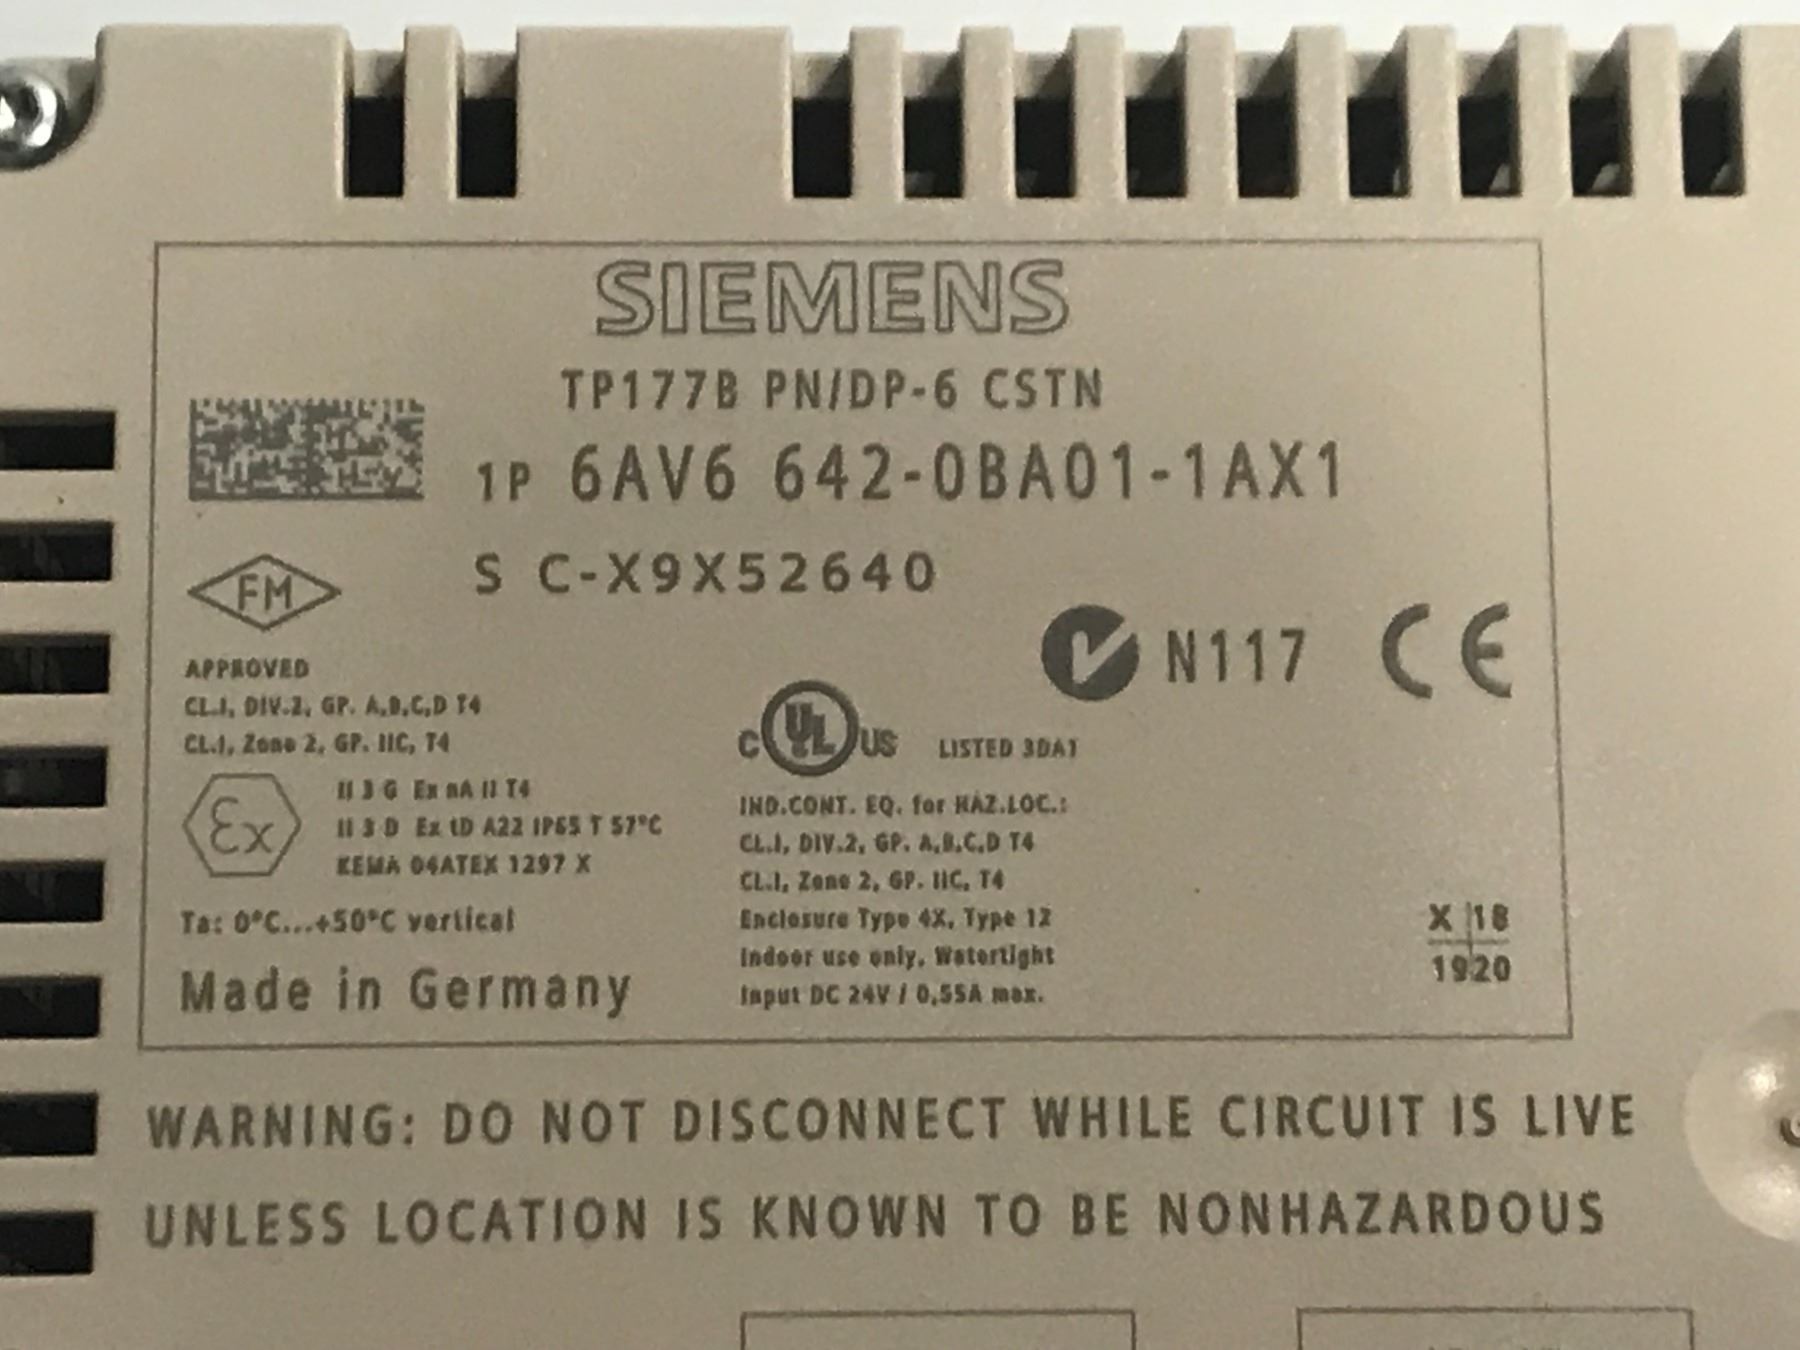 SIEMENS
TP177B PN/DP-6 CSTN
1P 6AV6 642-0BA01-1AX1
S C-X9X52640
FM
N117 CE
APPROVED
CL.I, DIV.2, GP. A,B,C,D T4
CL.I, Zone 2, GP. IIC, T4
C UL US LISTED 3DA1
Ex
II 3 G Ex nA II T4
II 3 D Ex tD A22 IP65 T 57°C
KEMA 04ATEX 1297 X
IND.CONT. EQ. for HAZ.LOC.:
CL.I, DIV.2, GP. A,B,C,D T4
CL.I, Zone 2, GP. IIC, T4
Enclosure Type 4X, Type 12
Indoor use only, Watertight
Input DC 24V / 0,55A max.
Ta: 0°C...+50°C vertical
Made in Germany
X 18
1920
WARNING: DO NOT DISCONNECT WHILE CIRCUIT IS LIVE
UNLESS LOCATION IS KNOWN TO BE NONHAZARDOUS